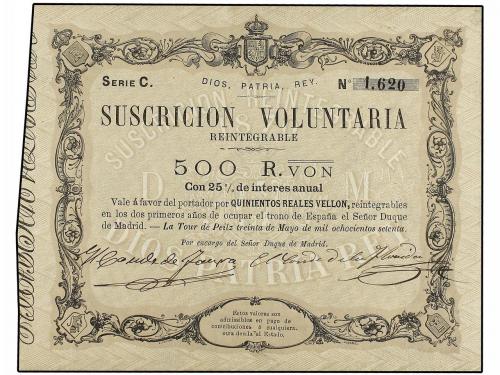 DIOS, PATRIA, REY.
SERIE C.
Nº 1.620
SUSCRICION VOLUNTARIA
REINTEGRABLE
500 R. VON
Con 25 % de interes anual
Vale á favor del portador por QUINIENTOS REALES VELLON, reintegrables
en los dos primeros años de ocupar el trono de España el Señor Duque
de Madrid. — La Tour de Peilz treinta de Mayo de mil ochocientos setenta.
Por encargo del Señor Duque de Madrid.
Estos valores son
admisibles en pago de
contribuciones ó cualquiera
otra deuda al Estado.